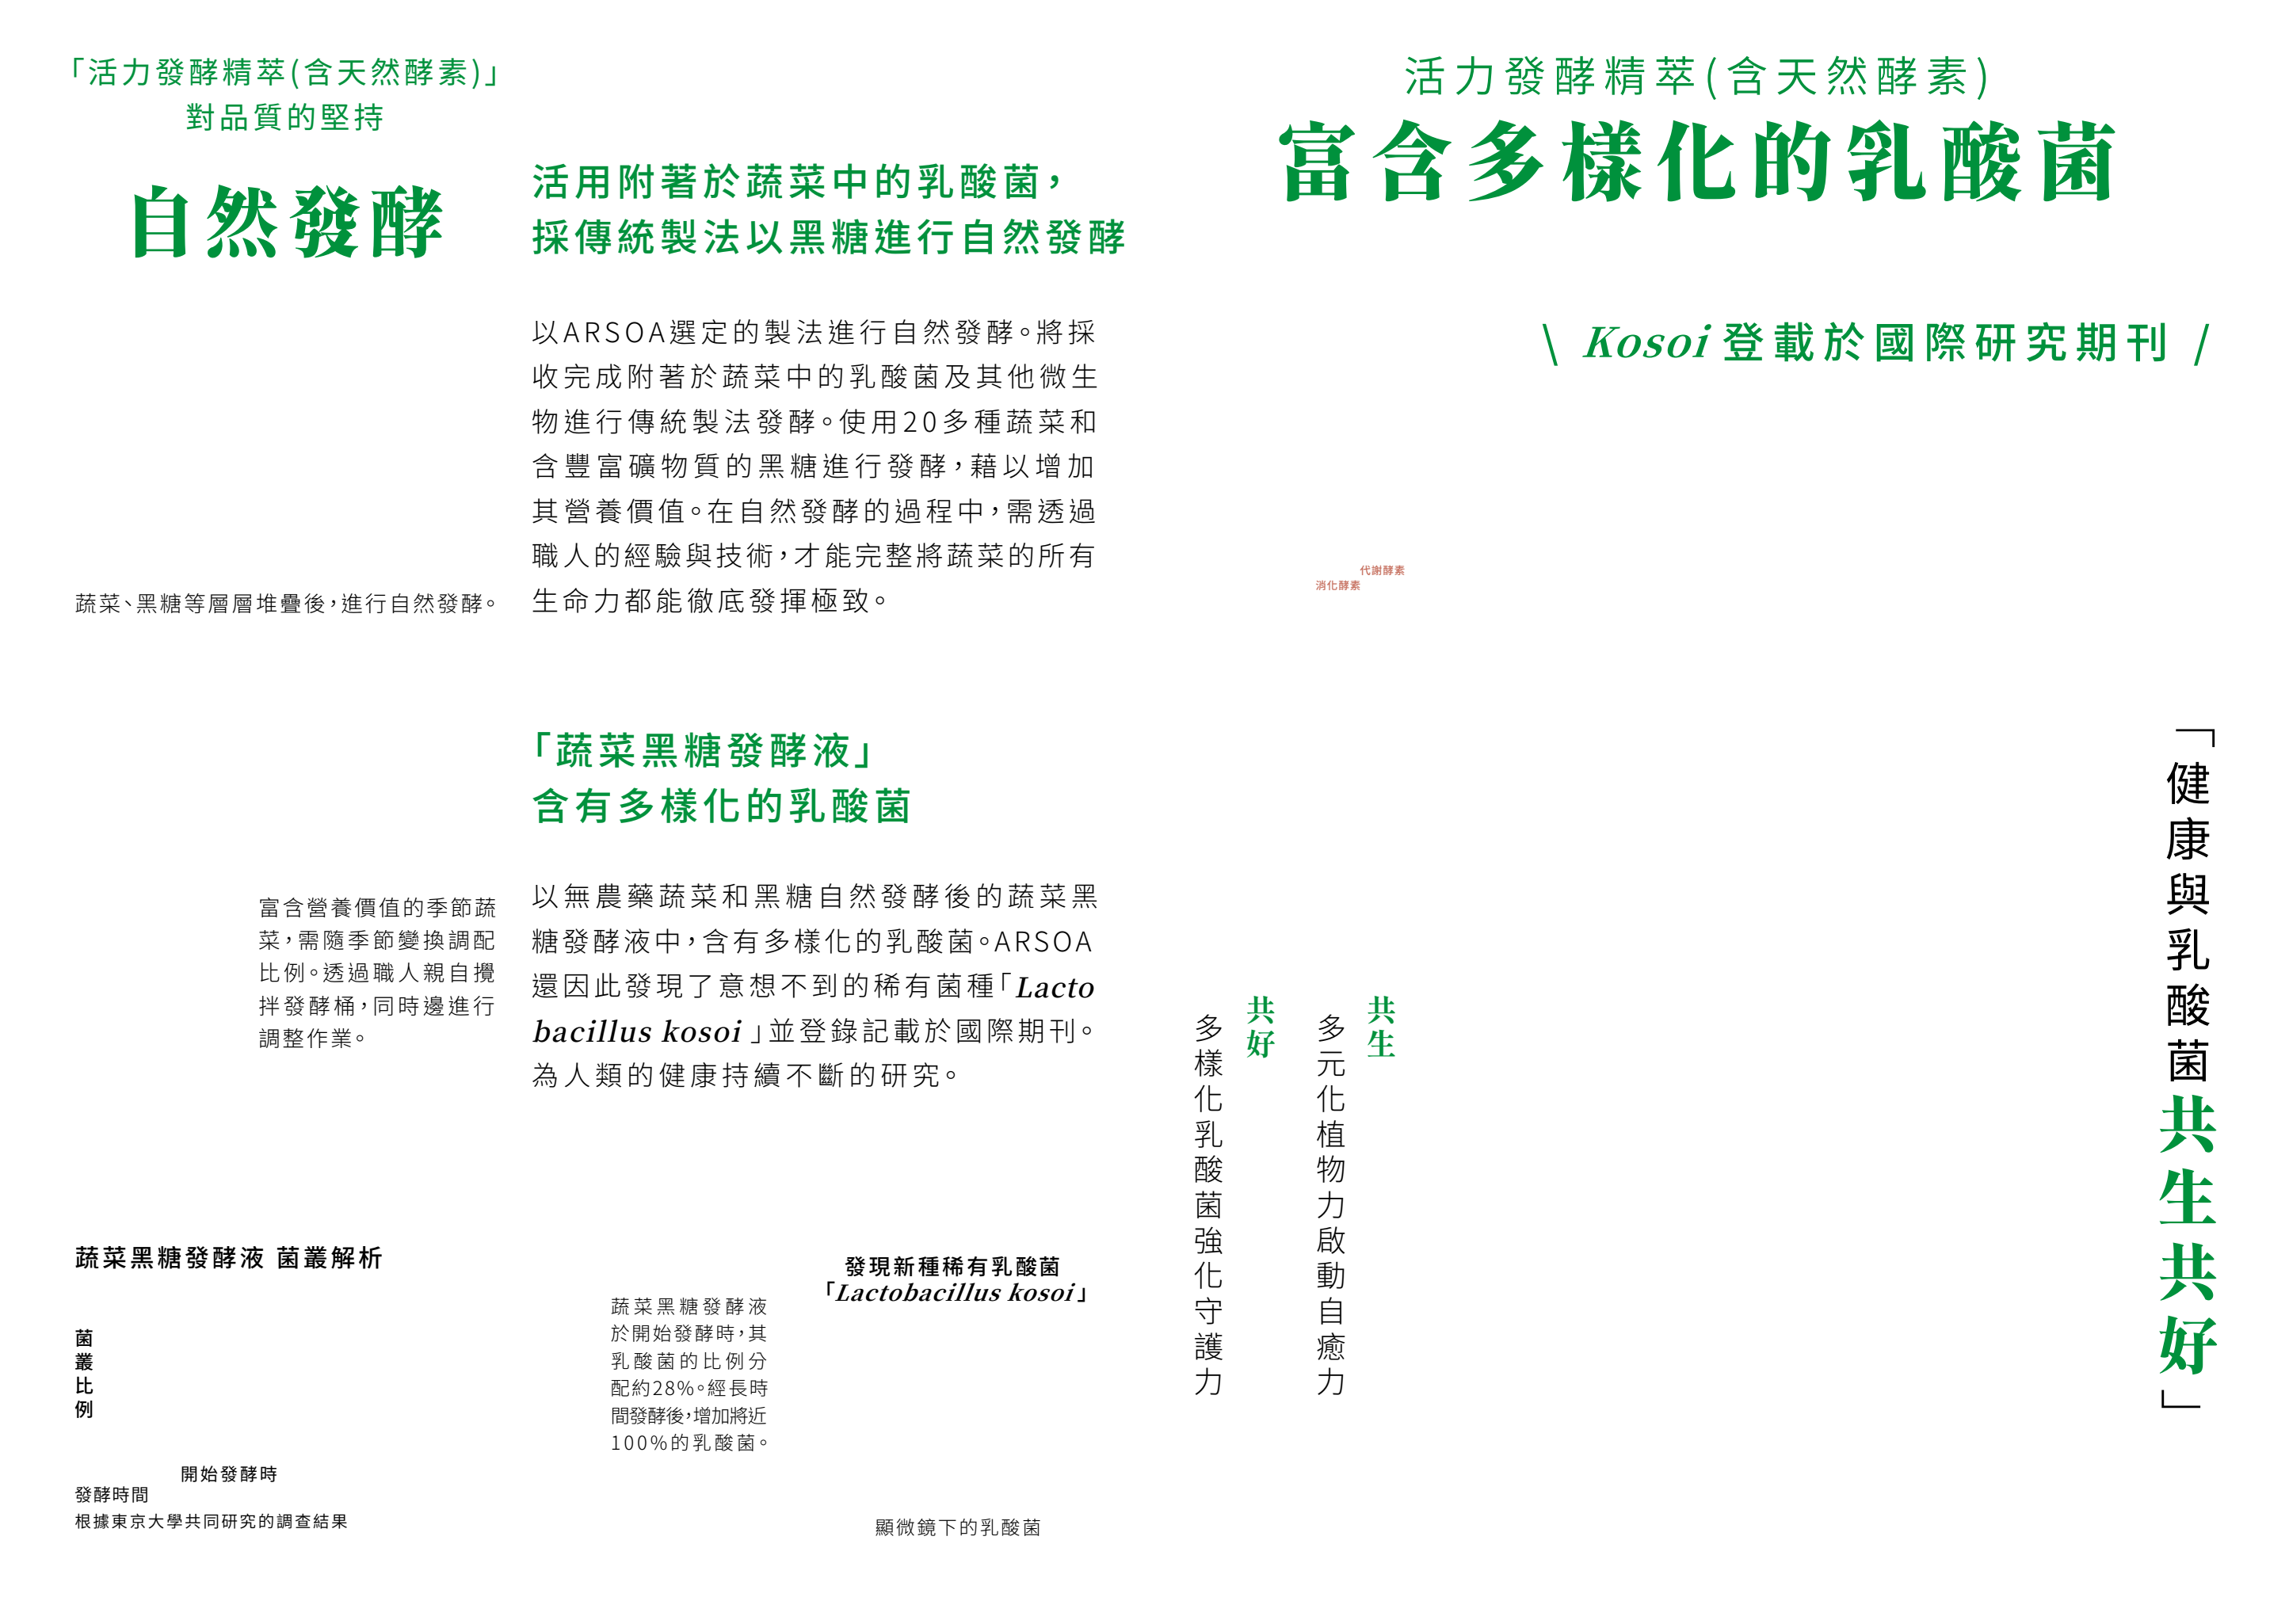 「活力發酵精萃(含天然酵素)」
對品質的堅持
自然發酵
活用附著於蔬菜中的乳酸菌，
採傳統製法以黑糖進行自然發酵
以ARSOA選定的製法進行自然發酵。將採
收完成附著於蔬菜中的乳酸菌及其他微生
物進行傳統製法發酵。使用20多種蔬菜和
含豐富礦物質的黑糖進行發酵，藉以增加
其營養價值。在自然發酵的過程中，需透過
職人的經驗與技術，才能完整將蔬菜的所有
生命力都能徹底發揮極致。
蔬菜、黑糖等層層堆疊後，進行自然發酵。
「蔬菜黑糖發酵液」
含有多樣化的乳酸菌
以無農藥蔬菜和黑糖自然發酵後的蔬菜黑
糖發酵液中，含有多樣化的乳酸菌。ARSOA
還因此發現了意想不到的稀有菌種「Lacto
bacillus kosoi」並登錄記載於國際期刊。
為人類的健康持續不斷的研究。
富含營養價值的季節蔬
菜，需隨季節變換調配
比例。透過職人親自攪
拌發酵桶，同時邊進行
調整作業。
蔬菜黑糖發酵液 菌叢解析
菌叢比例
開始發酵時
發酵時間
根據東京大學共同研究的調查結果
蔬菜黑糖發酵液
於開始發酵時，其
乳酸菌的比例分
配約28%。經長時
間發酵後，增加將近
100%的乳酸菌。
發現新種稀有乳酸菌
「Lactobacillus kosoi」
顯微鏡下的乳酸菌
活力發酵精萃(含天然酵素)
富含多樣化的乳酸菌
\ Kosoi 登載於國際研究期刊 /
代謝酵素
消化酵素
「健康與乳酸菌共生共好」
共生
多元化植物力啟動自癒力
共好
多樣化乳酸菌強化守護力